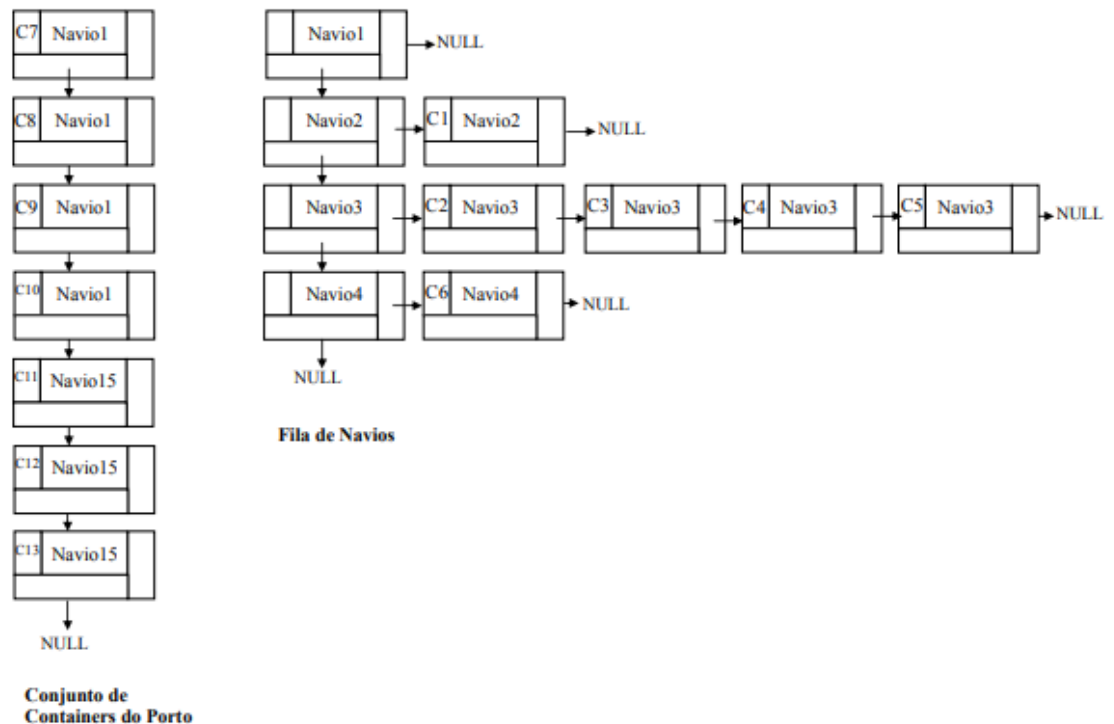 C7 Navio1
C8 Navio1
C9 Navio1
C10 Navio1
C11 Navio15
C12 Navio15
C13 Navio15
NULL
Conjunto de
Containers do Porto
Navio1 NULL
Navio2 C1 Navio2 NULL
Navio3 C2 Navio3 C3 Navio3 C4 Navio3 C5 Navio3 NULL
Navio4 C6 Navio4 NULL
NULL
Fila de Navios